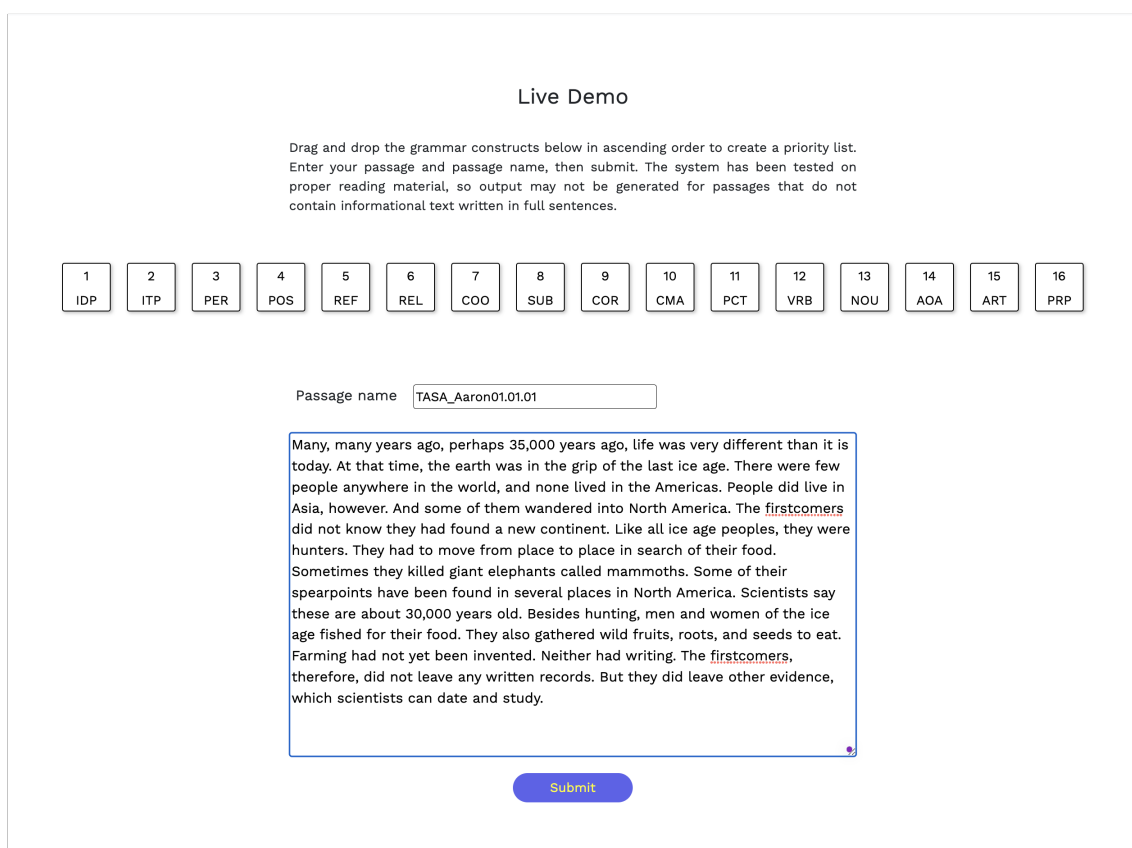 Live Demo
Drag and drop the grammar constructs below in ascending order to create a priority list.
Enter your passage and passage name, then submit. The system has been tested on
proper reading material, so output may not be generated for passages that do not
contain informational text written in full sentences.
1 2 3 4 5 6 7 8 9 10 11 12 13 14 15 16
IDP ITP PER POS REF REL COO SUB COR CMA PCT VRB NOU AOA ART PRP
Passage name TASA_Aaron01.01.01
Many, many years ago, perhaps 35,000 years ago, life was very different than it is
today. At that time, the earth was in the grip of the last ice age. There were few
people anywhere in the world, and none lived in the Americas. People did live in
Asia, however. And some of them wandered into North America. The firstcomers
did not know they had found a new continent. Like all ice age peoples, they were
hunters. They had to move from place to place in search of their food.
Sometimes they killed giant elephants called mammoths. Some of their
spearpoints have been found in several places in North America. Scientists say
these are about 30,000 years old. Besides hunting, men and women of the ice
age fished for their food. They also gathered wild fruits, roots, and seeds to eat.
Farming had not yet been invented. Neither had writing. The firstcomers,
therefore, did not leave any written records. But they did leave other evidence,
which scientists can date and study.
Submit